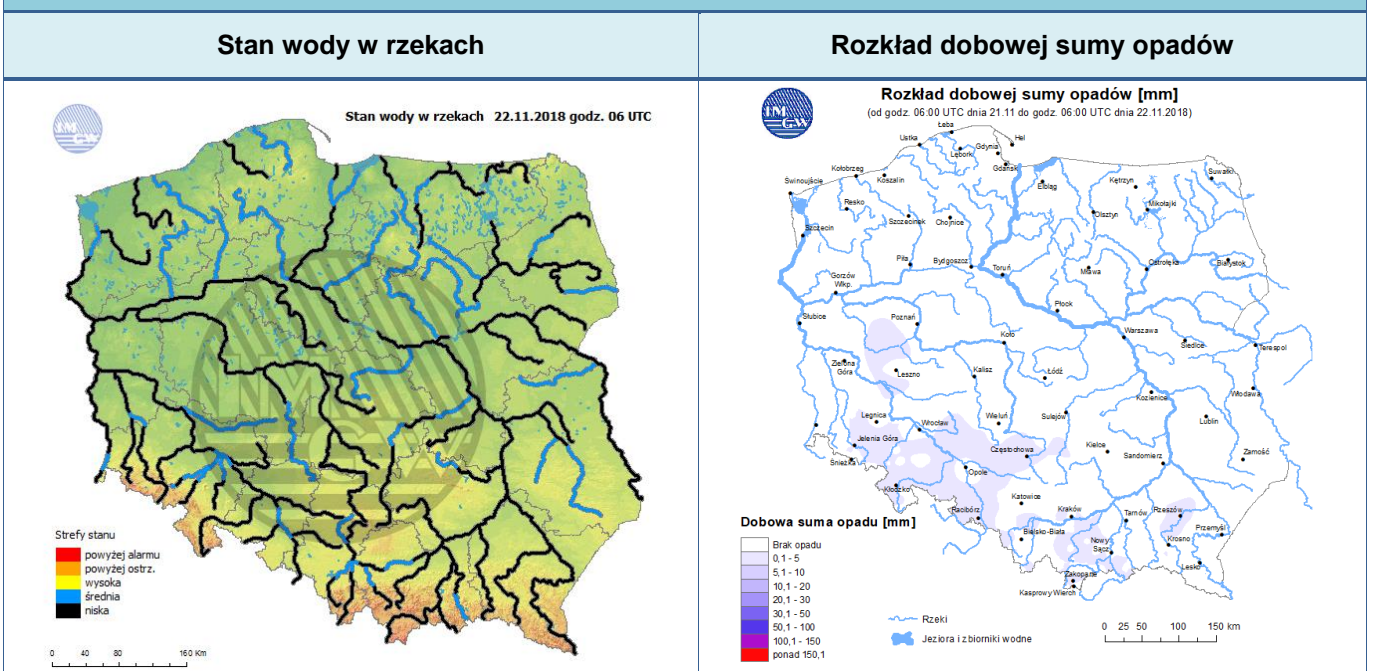 Stan wody w rzekach
Rozkład dobowej sumy opadów
IM
GW
Stan wody w rzekach 22.11.2018 godz. 06 UTC
Strefy stanu
powyżej alarmu
powyżej ostrz.
wysoka
średnia
niska
0 40 80 160 Km
IM
GW
Rozkład dobowej sumy opadów [mm]
(od godz. 06:00 UTC dnia 21.11 do godz. 06:00 UTC dnia 22.11.2018)
Łeba
Ustka
Hel
Gdynia
Lębork
Gdańsk
Kołobrzeg
Koszalin
Świnoujście
Elbląg
Kętrzyn
Suwałki
Resko
Mikołajki
Szczecinek
Chojnice
Olsztyn
Szczecin
Piła
Bydgoszcz
Toruń
Mława
Ostrołęka
Białystok
Gorzów
Wlkp.
Płock
Słubice
Poznań
Koło
Warszawa
Siedlce
Terespol
Zielona
Góra
Leszno
Kalisz
Łódź
Kozienice
Włodawa
Legnica
Wrocław
Wieluń
Sulejów
Lublin
Jelenia Góra
Częstochowa
Kielce
Sandomierz
Zamość
Śnieżka
Opole
Kłodzko
Katowice
Racibórz
Kraków
Tarnów
Rzeszów
Bielsko-Biała
Nowy
Sącz
Przemyśl
Krosno
Lesko
Zakopane
Kasprowy Wierch
Dobowa suma opadu [mm]
Brak opadu
0,1 - 5
5,1 - 10
10,1 - 20
20,1 - 30
30,1 - 50
50,1 - 100
100,1 - 150
ponad 150,1
Rzeki
Jeziora i zbiorniki wodne
0 25 50 100 150 km